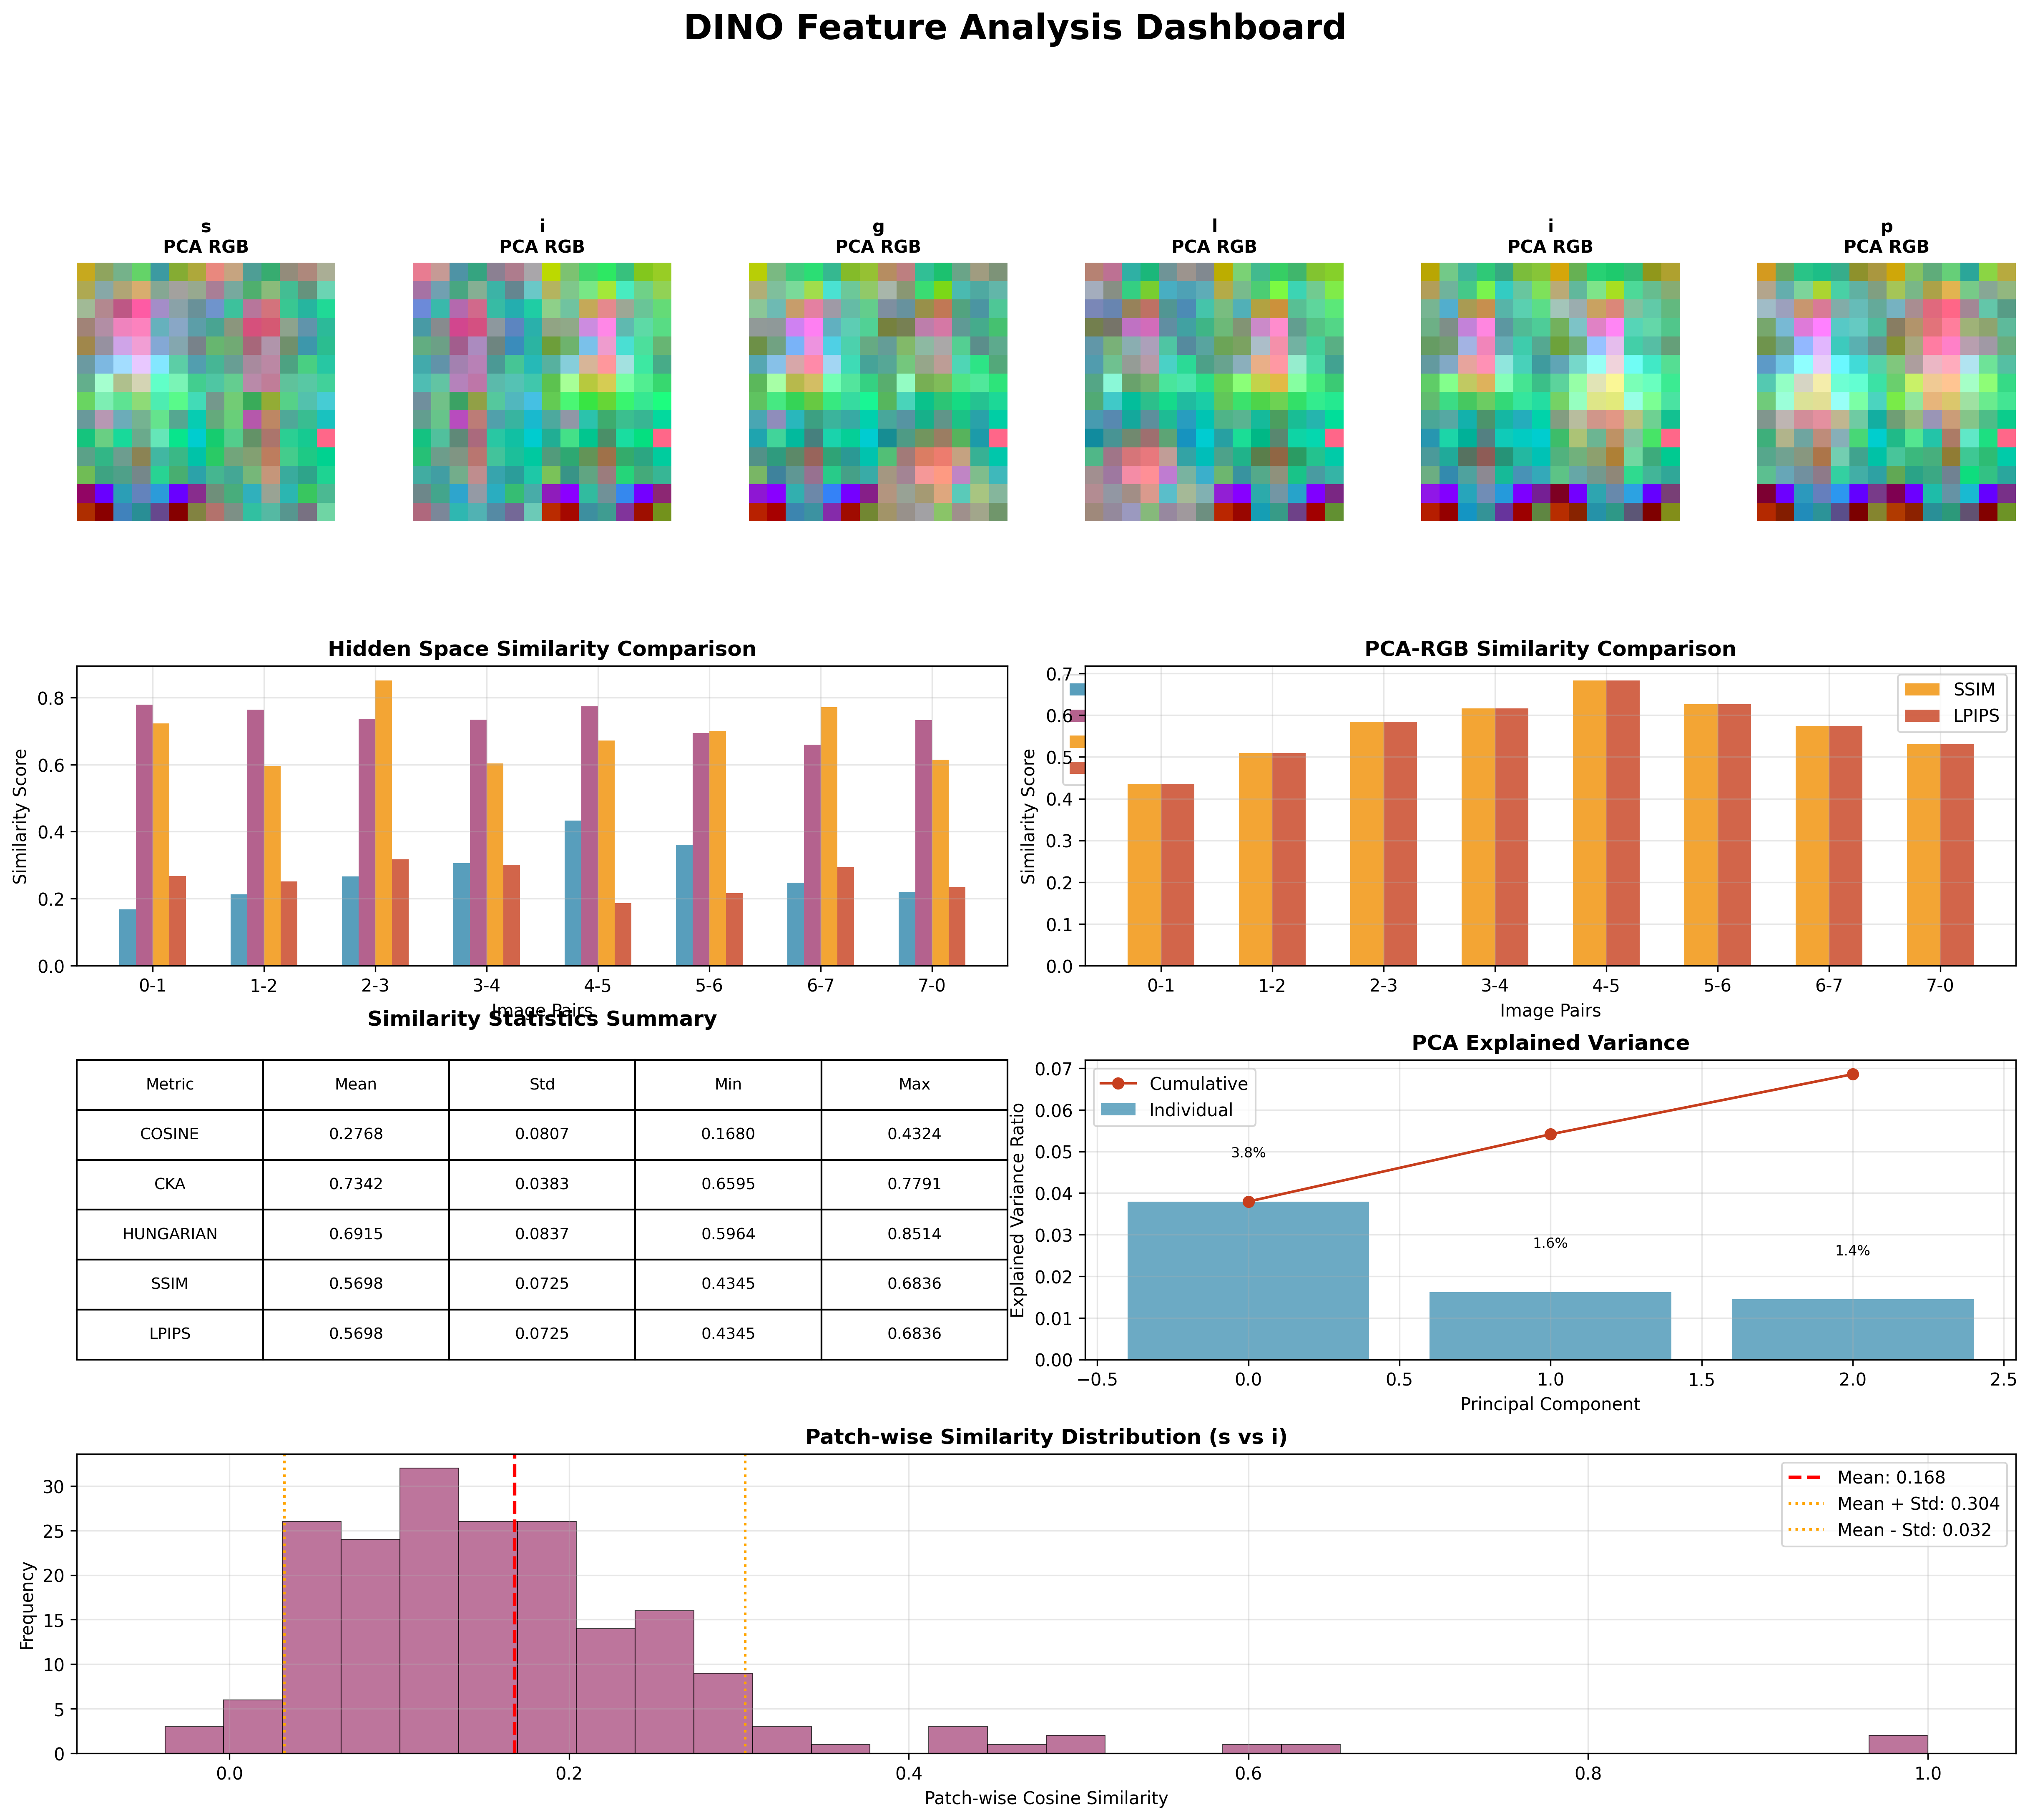 DINO Feature Analysis Dashboard
s
PCA RGB
i
PCA RGB
g
PCA RGB
l
PCA RGB
i
PCA RGB
p
PCA RGB
Hidden Space Similarity Comparison
Similarity Score
0.8
0.6
0.4
0.2
0.0
0-1 1-2 2-3 3-4 4-5 5-6 6-7 7-0
Image Pairs
PCA-RGB Similarity Comparison
Similarity Score
0.7
0.6
0.5
0.4
0.3
0.2
0.1
0.0
SSIM
LPIPS
0-1 1-2 2-3 3-4 4-5 5-6 6-7 7-0
Image Pairs
Similarity Statistics Summary
Metric Mean Std Min Max
COSINE 0.2768 0.0807 0.1680 0.4324
CKA 0.7342 0.0383 0.6595 0.7791
HUNGARIAN 0.6915 0.0837 0.5964 0.8514
SSIM 0.5698 0.0725 0.4345 0.6836
LPIPS 0.5698 0.0725 0.4345 0.6836
PCA Explained Variance
Explained Variance Ratio
0.07
0.06
0.05
0.04
0.03
0.02
0.01
0.00
Cumulative
Individual
3.8%
1.6%
1.4%
−0.5 0.0 0.5 1.0 1.5 2.0 2.5
Principal Component
Patch-wise Similarity Distribution (s vs i)
Frequency
30
25
20
15
10
5
0
Mean: 0.168
Mean + Std: 0.304
Mean - Std: 0.032
0.0 0.2 0.4 0.6 0.8 1.0
Patch-wise Cosine Similarity